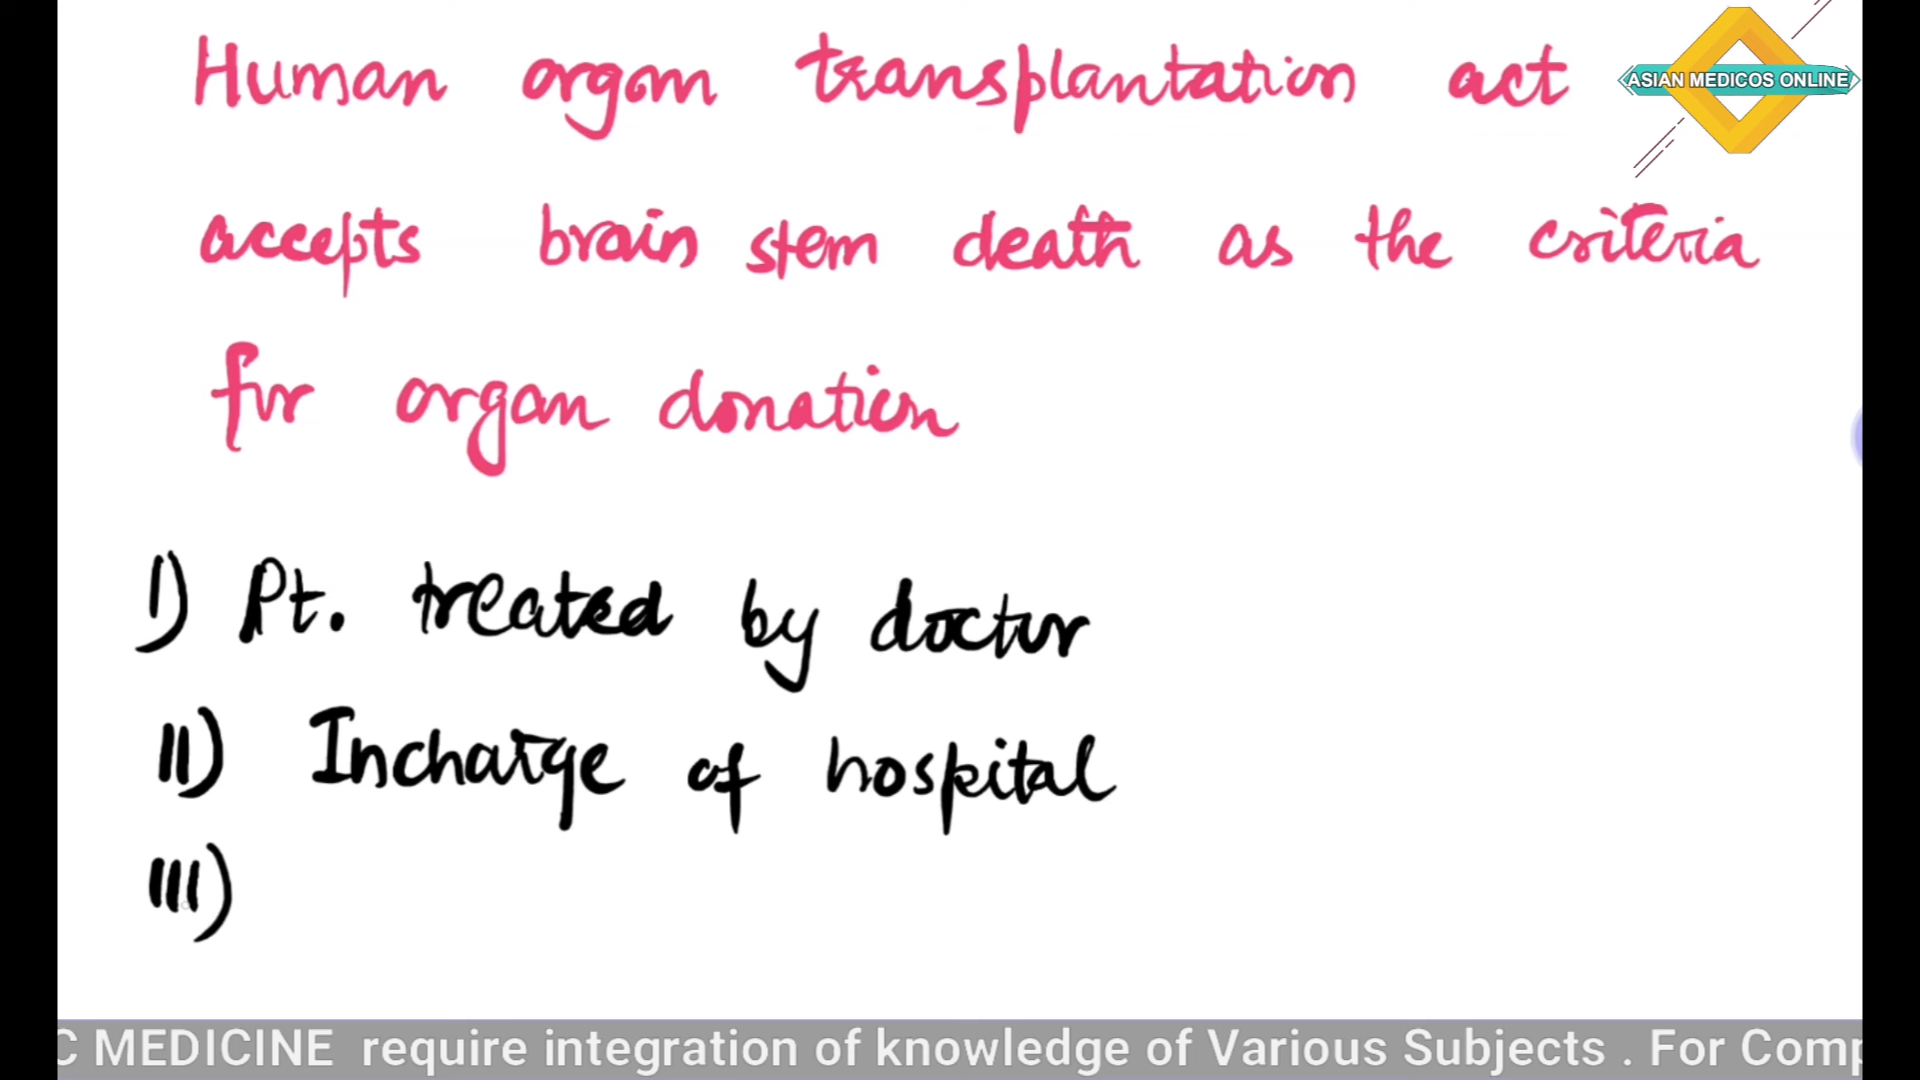 Human organ transplantation act
ASIAN MEDICOS ONLINE
accepts brain stem death as the criteria
for organ donation
I) Pt. treated by doctor
II) Incharge of hospital
III)
C MEDICINE require integration of knowledge of Various Subjects . For Comp